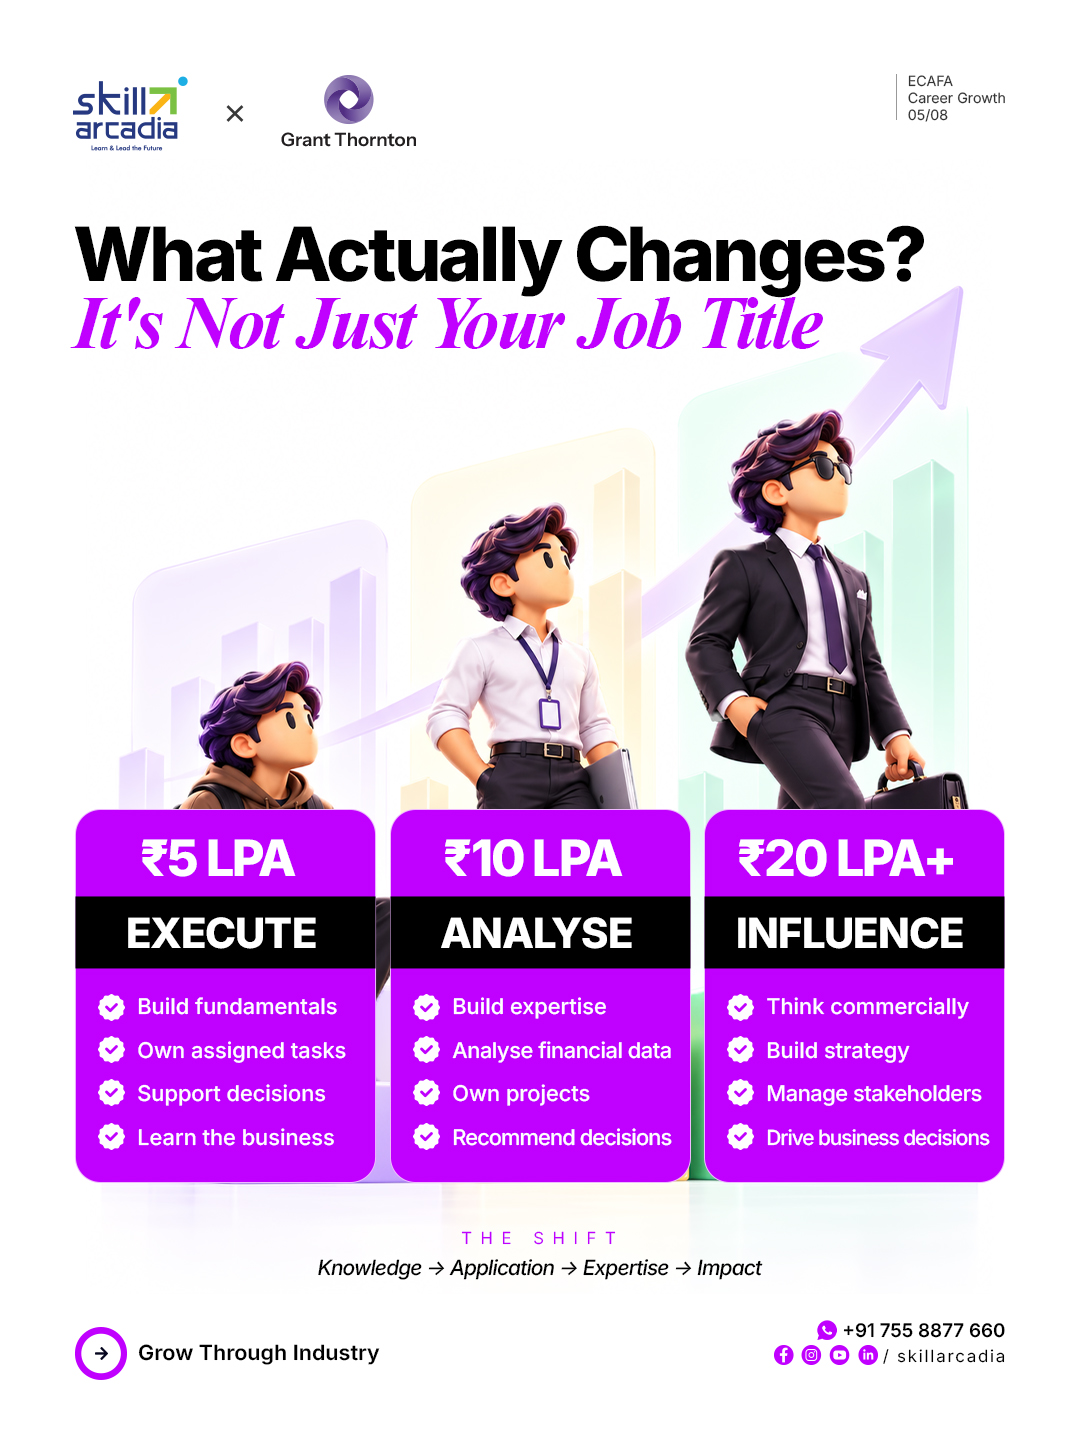 skill
arcadia
Learn & Lead the Future
×
Grant Thornton
ECAFA
Career Growth
05/08
What Actually Changes?
It's Not Just Your Job Title
₹5 LPA
EXECUTE
Build fundamentals
Own assigned tasks
Support decisions
Learn the business
₹10 LPA
ANALYSE
Build expertise
Analyse financial data
Own projects
Recommend decisions
₹20 LPA+
INFLUENCE
Think commercially
Build strategy
Manage stakeholders
Drive business decisions
THE SHIFT
Knowledge → Application → Expertise → Impact
Grow Through Industry
+91 755 8877 660
/ skillarcadia